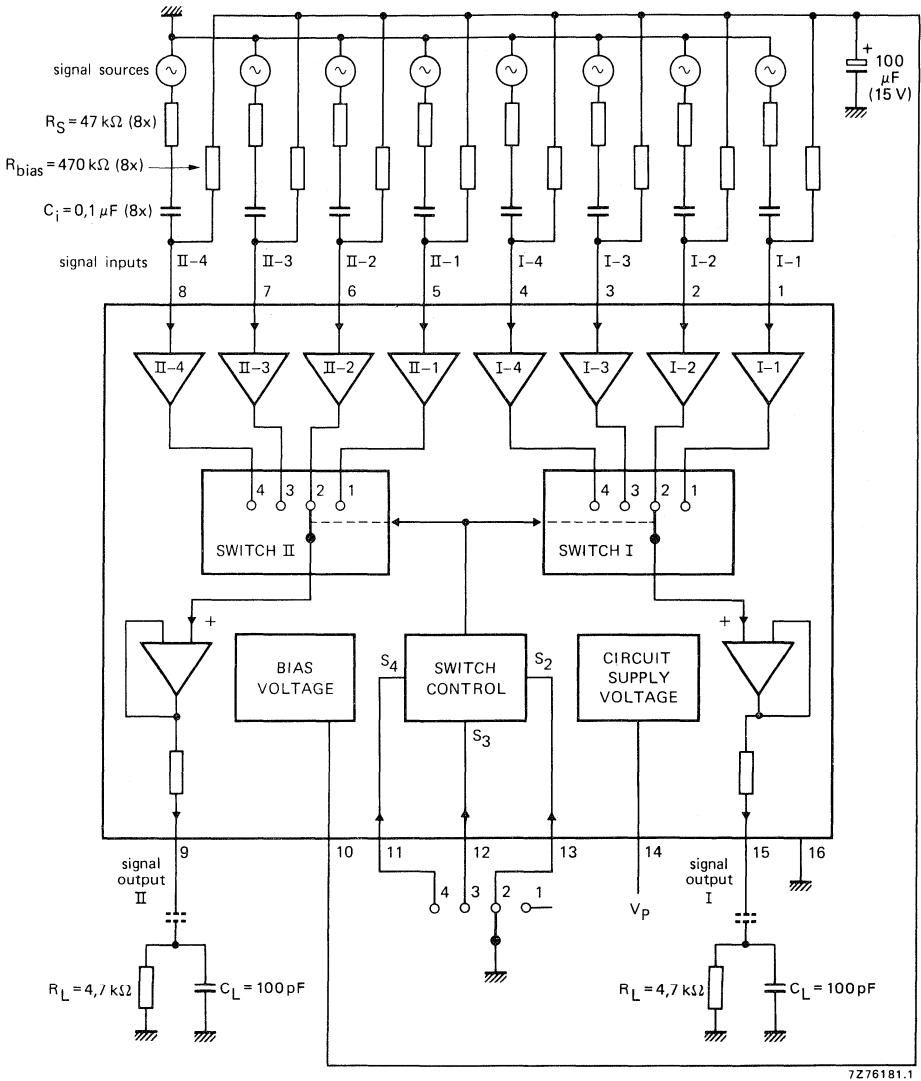 signal sources
+ 100
µF
(15 V)
R_S = 47 kΩ (8x)
R_bias = 470 kΩ (8x)
C_i = 0,1 µF (8x)
signal inputs II-4 II-3 II-2 II-1 I-4 I-3 I-2 I-1
8 7 6 5 4 3 2 1
II-4 II-3 II-2 II-1 I-4 I-3 I-2 I-1
4 3 2 1 4 3 2 1
SWITCH II SWITCH I
+ +
BIAS
VOLTAGE
S4 SWITCH
CONTROL S2
S3
CIRCUIT
SUPPLY
VOLTAGE
9 10 11 12 13 14 15 16
signal
output
II
4 3 2 1
V_P
signal
output
I
R_L = 4,7 kΩ C_L = 100 pF R_L = 4,7 kΩ C_L = 100 pF
7Z76181.1